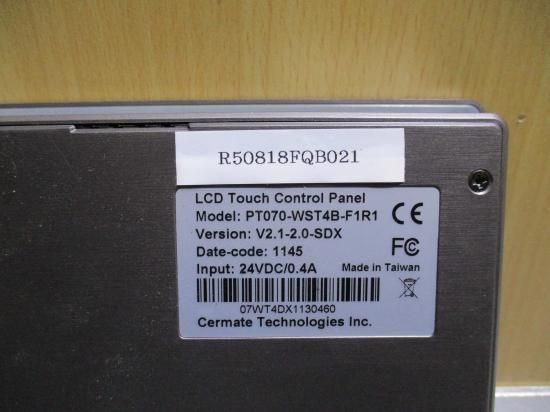 R50818FQB021
LCD Touch Control Panel
Model: PT070-WST4B-F1R1
Version: V2.1-2.0-SDX
Date-code: 1145
Input: 24VDC/0.4A
CE
FC
Made in Taiwan
07WT4DX1130460
Cermate Technologies Inc.